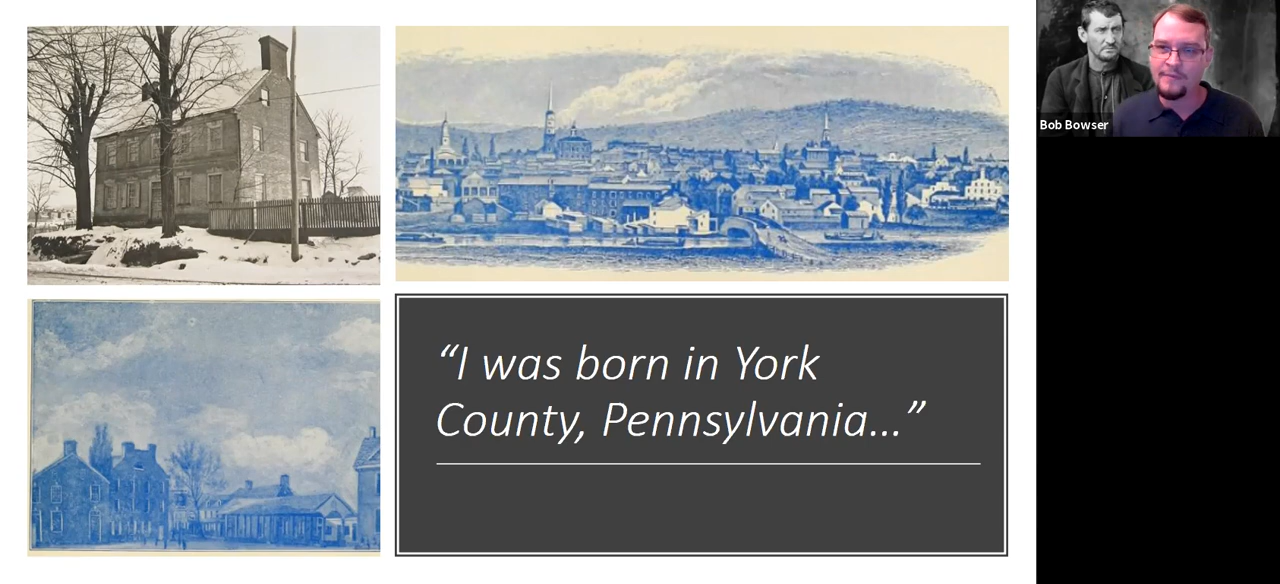 Bob Bowser
“I was born in York
County, Pennsylvania...”